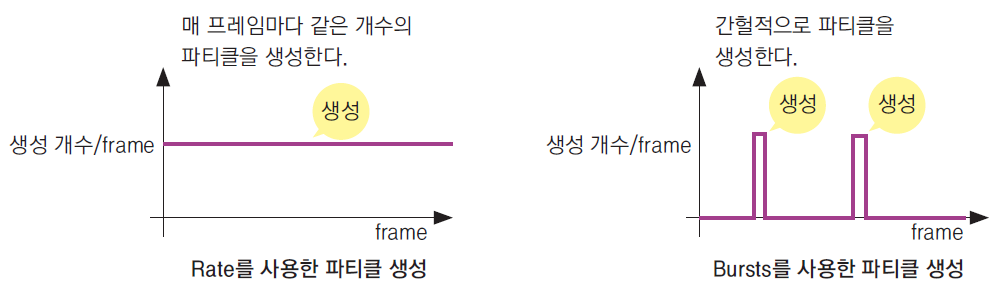 매 프레임마다 같은 개수의
파티클을 생성한다.
생성
생성 개수/frame
frame
Rate를 사용한 파티클 생성
간헐적으로 파티클을
생성한다.
생성
생성
생성 개수/frame
frame
Bursts를 사용한 파티클 생성